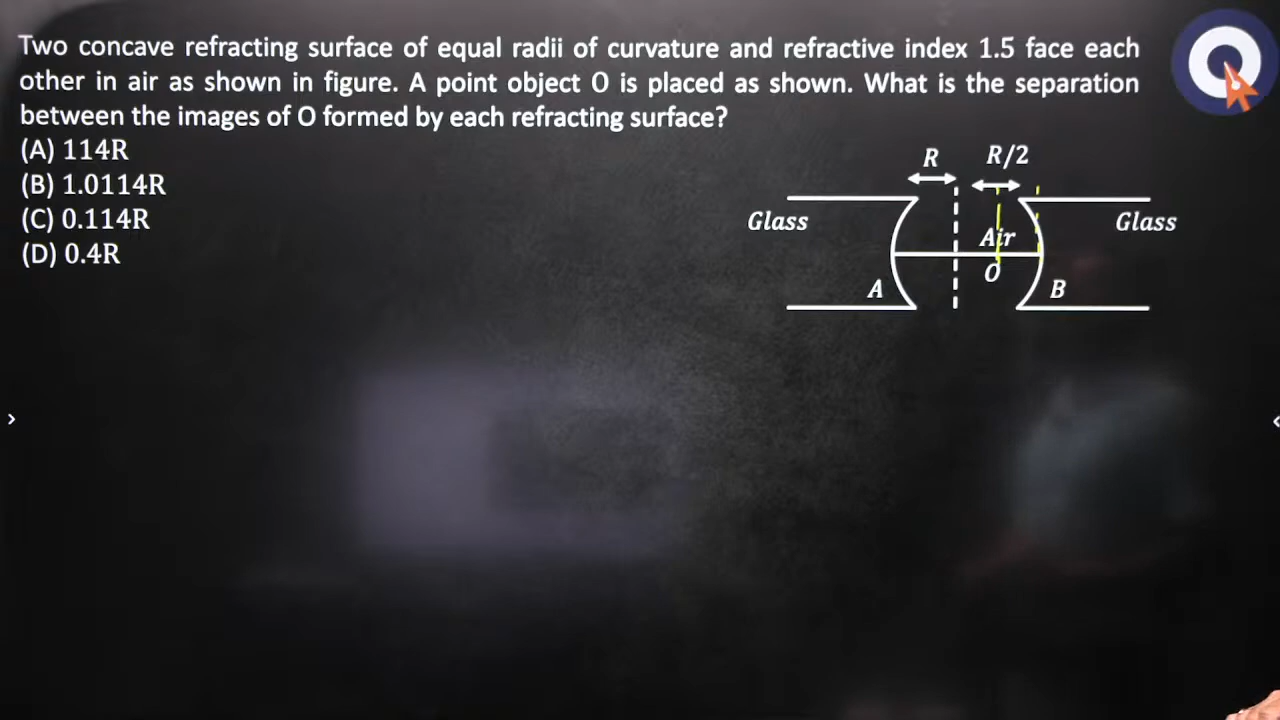 Two concave refracting surface of equal radii of curvature and refractive index 1.5 face each
other in air as shown in figure. A point object O is placed as shown. What is the separation
between the images of O formed by each refracting surface?
(A) 114R
(B) 1.0114R
(C) 0.114R
(D) 0.4R
R R/2
Glass Glass
Air
O
A B